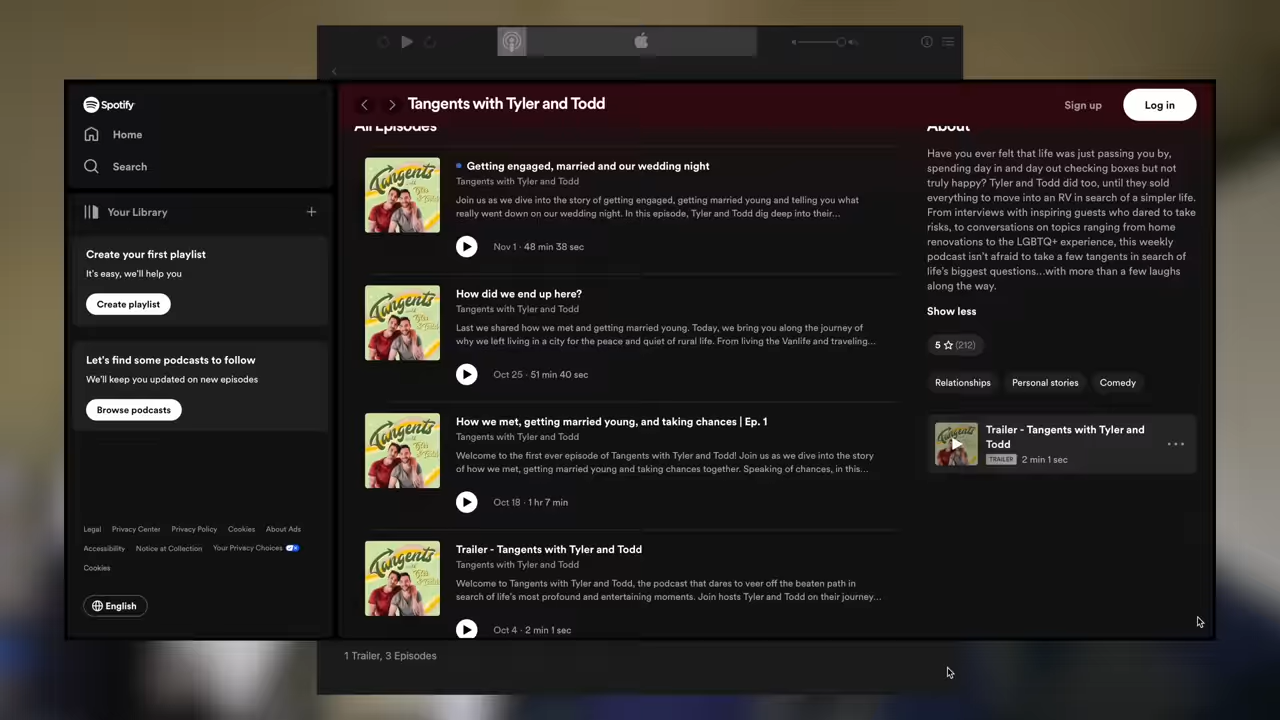 Spotify
Home
Search
Your Library
Create your first playlist
It's easy, we'll help you
Create playlist
Let's find some podcasts to follow
We'll keep you updated on new episodes
Browse podcasts
Legal Privacy Center Privacy Policy Cookies About Ads
Accessibility Notice at Collection Your Privacy Choices
Cookies
English
Tangents with Tyler and Todd
Sign up
Log in
All Episodes
Tangents
Getting engaged, married and our wedding night
Tangents with Tyler and Todd
Join us as we dive into the story of getting engaged, getting married and telling you what
really went down on our wedding night. In this episode, Tyler and Todd dig deep into their…
Nov 1 · 48 min 38 sec
Tangents
How did we end up here?
Tangents with Tyler and Todd
Last we shared how we met and getting married young. Today, we bring you along the journey of
why we left living in a city for the peace and quiet of rural life. From living the Vanlife and traveling…
Oct 25 · 51 min 40 sec
Tangents
How we met, getting married young, and taking chances | Ep. 1
Tangents with Tyler and Todd
Welcome to the first ever episode of Tangents with Tyler and Todd! Join us as we dive into the story
of how we met, getting married young and taking chances together. Speaking of chances, in this…
Oct 18 · 1 hr 7 min
Tangents
Trailer - Tangents with Tyler and Todd
Tangents with Tyler and Todd
Welcome to Tangents with Tyler and Todd, the podcast that dares to veer off the beaten path in
search of life's most profound and entertaining moments. Join hosts Tyler and Todd on their journey…
Oct 4 · 2 min 1 sec
About
Have you ever felt that life was just passing you by,
spending day in and day out checking boxes but not
truly happy? Tyler and Todd did too, until they sold
everything to move into an RV in search of a simpler life.
From interviews with inspiring guests who dared to take
risks, to conversations on topics ranging from home
renovations to the LGBTQ+ experience, this weekly
podcast isn't afraid to take a few tangents in search of
life's biggest questions...with more than a few laughs
along the way.
Show less
5 (212)
Relationships Personal stories Comedy
Trailer - Tangents with Tyler and
Todd
TRAILER 2 min 1 sec
1 Trailer, 3 Episodes